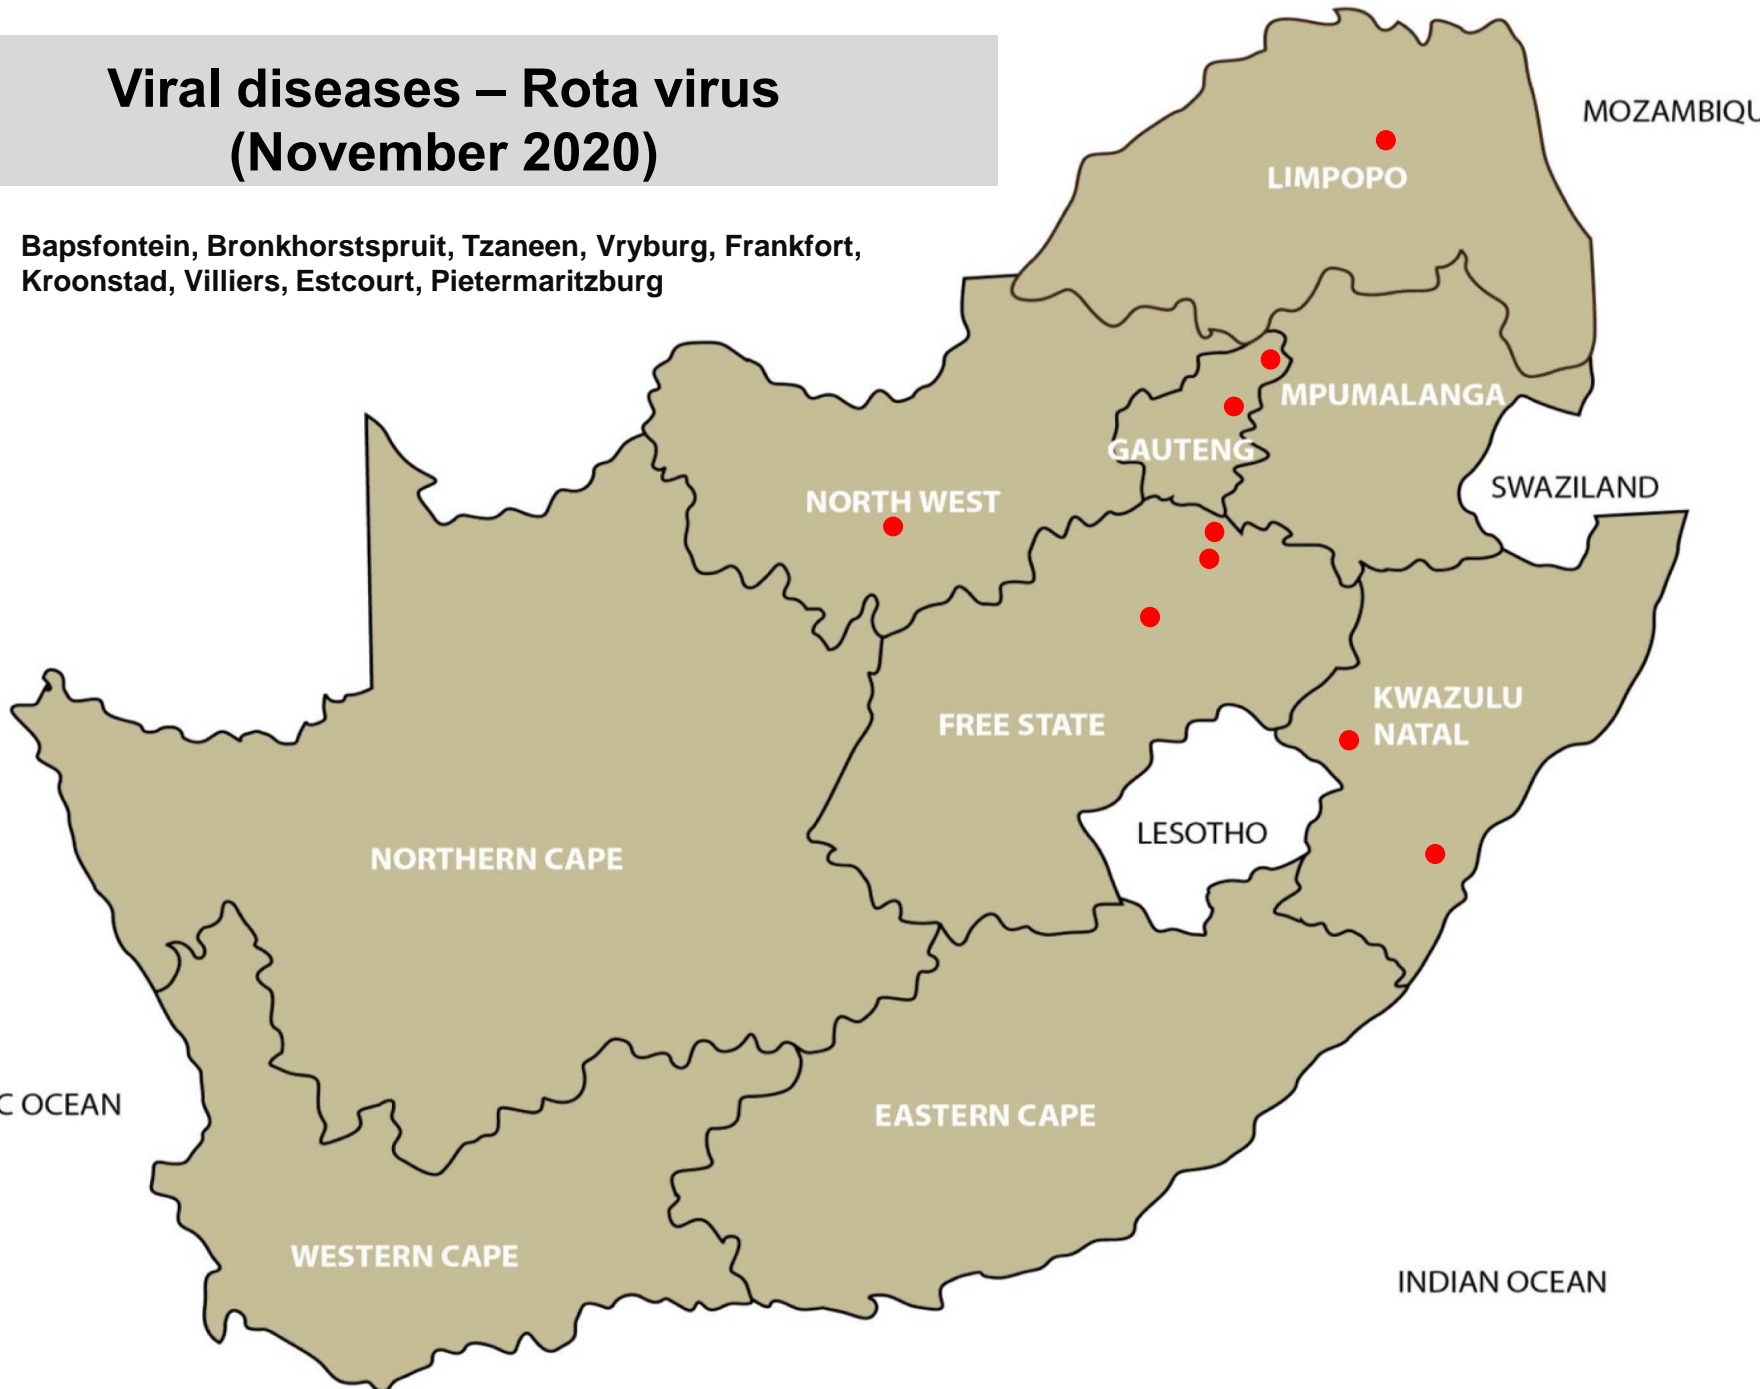 Viral diseases – Rota virus
(November 2020)
Bapsfontein, Bronkhorstspruit, Tzaneen, Vryburg, Frankfort,
Kroonstad, Villiers, Estcourt, Pietermaritzburg
MOZAMBIQU
LIMPOPO
MPUMALANGA
GAUTENG
NORTH WEST
SWAZILAND
KWAZULU
NATAL
FREE STATE
LESOTHO
NORTHERN CAPE
C OCEAN
EASTERN CAPE
WESTERN CAPE
INDIAN OCEAN